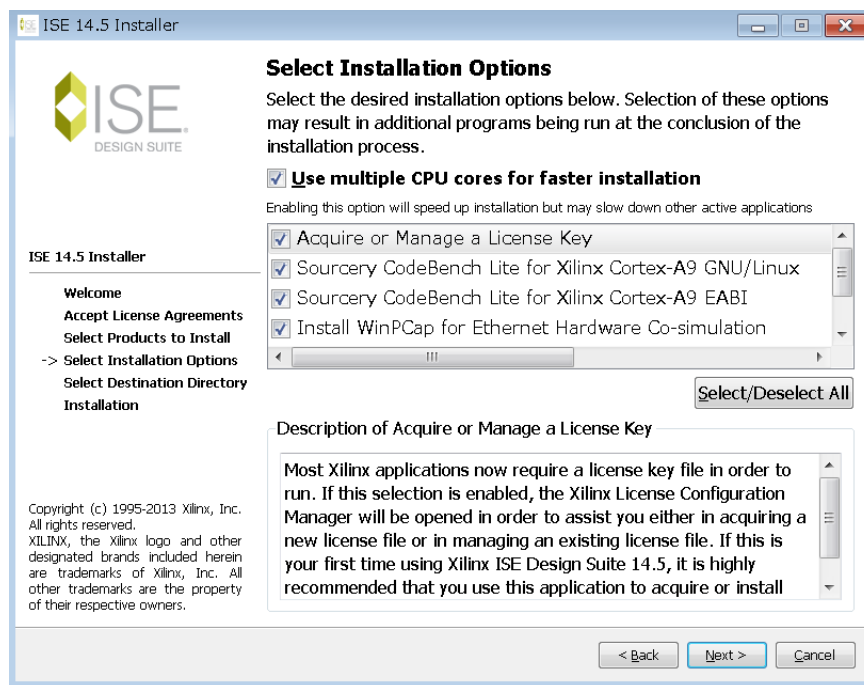 ISE 14.5 Installer
ISE
DESIGN SUITE
ISE 14.5 Installer
Welcome
Accept License Agreements
Select Products to Install
-> Select Installation Options
Select Destination Directory
Installation
Copyright (c) 1995-2013 Xilinx, Inc.
All rights reserved.
XILINX, the Xilinx logo and other
designated brands included herein
are trademarks of Xilinx, Inc. All
other trademarks are the property
of their respective owners.
Select Installation Options
Select the desired installation options below. Selection of these options
may result in additional programs being run at the conclusion of the
installation process.
Use multiple CPU cores for faster installation
Enabling this option will speed up installation but may slow down other active applications
Acquire or Manage a License Key
Sourcery CodeBench Lite for Xilinx Cortex-A9 GNU/Linux
Sourcery CodeBench Lite for Xilinx Cortex-A9 EABI
Install WinPCap for Ethernet Hardware Co-simulation
Select/Deselect All
Description of Acquire or Manage a License Key
Most Xilinx applications now require a license key file in order to
run. If this selection is enabled, the Xilinx License Configuration
Manager will be opened in order to assist you either in acquiring a
new license file or in managing an existing license file. If this is
your first time using Xilinx ISE Design Suite 14.5, it is highly
recommended that you use this application to acquire or install
< Back
Next >
Cancel